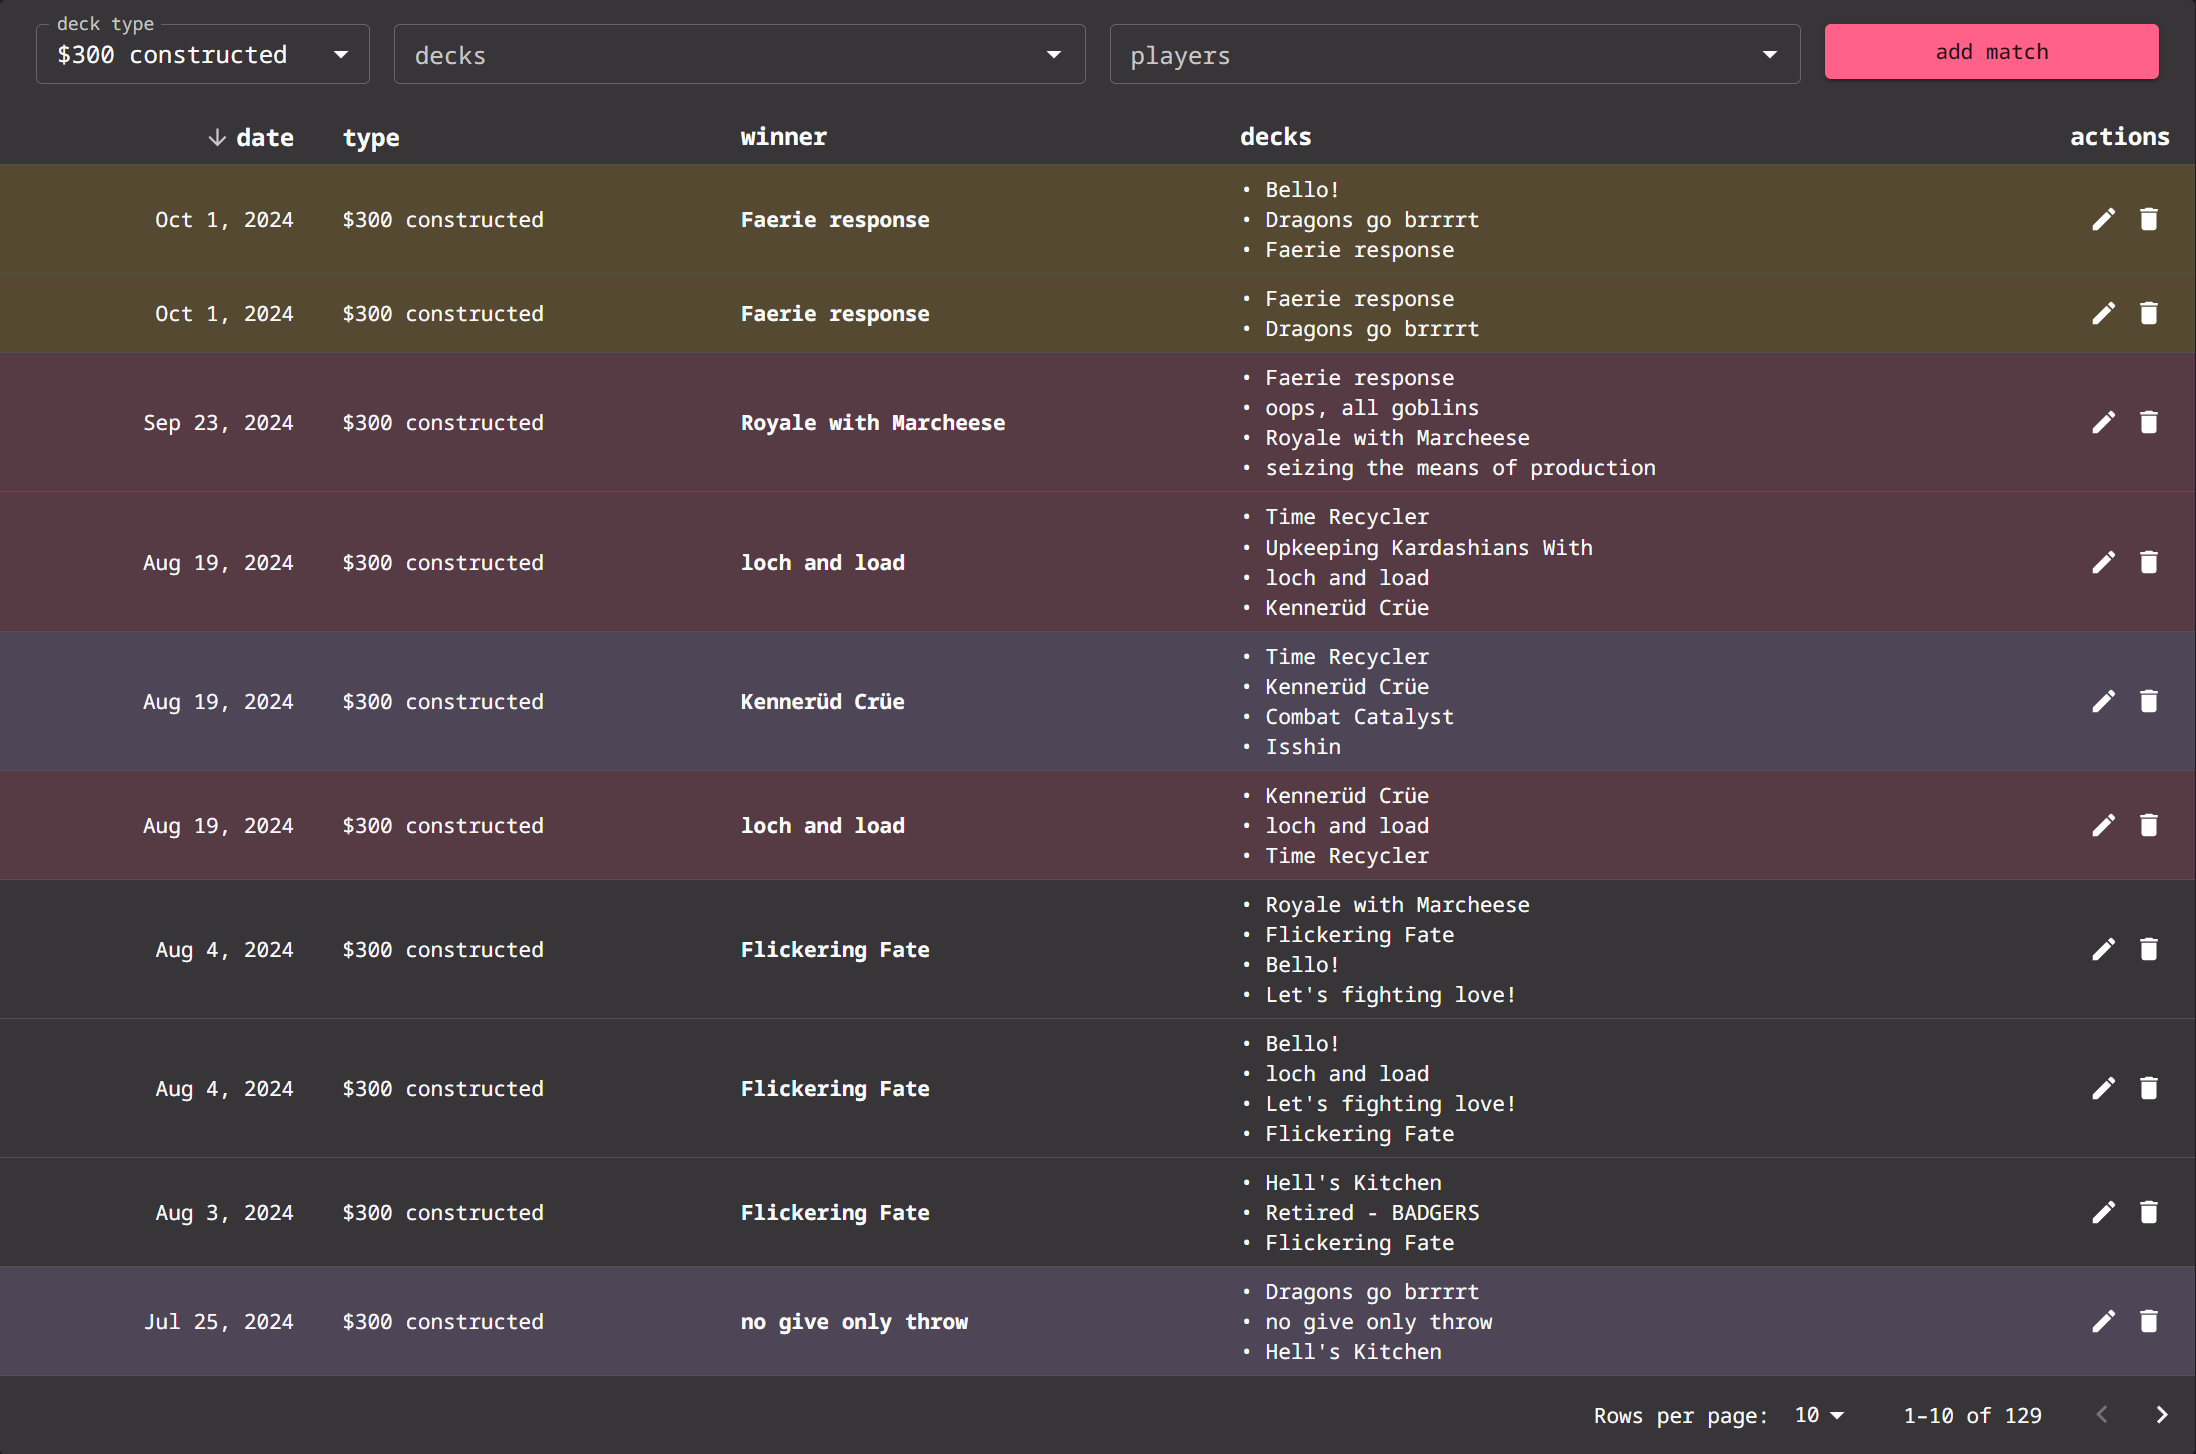 deck type
$300 constructed
decks
players
add match
date type winner decks actions
Oct 1, 2024 $300 constructed Faerie response
• Bello!
• Dragons go brrrrt
• Faerie response
Oct 1, 2024 $300 constructed Faerie response
• Faerie response
• Dragons go brrrrt
Sep 23, 2024 $300 constructed Royale with Marcheese
• Faerie response
• oops, all goblins
• Royale with Marcheese
• seizing the means of production
Aug 19, 2024 $300 constructed loch and load
• Time Recycler
• Upkeeping Kardashians With
• loch and load
• Kennerüd Crüe
Aug 19, 2024 $300 constructed Kennerüd Crüe
• Time Recycler
• Kennerüd Crüe
• Combat Catalyst
• Isshin
Aug 19, 2024 $300 constructed loch and load
• Kennerüd Crüe
• loch and load
• Time Recycler
Aug 4, 2024 $300 constructed Flickering Fate
• Royale with Marcheese
• Flickering Fate
• Bello!
• Let's fighting love!
Aug 4, 2024 $300 constructed Flickering Fate
• Bello!
• loch and load
• Let's fighting love!
• Flickering Fate
Aug 3, 2024 $300 constructed Flickering Fate
• Hell's Kitchen
• Retired - BADGERS
• Flickering Fate
Jul 25, 2024 $300 constructed no give only throw
• Dragons go brrrrt
• no give only throw
• Hell's Kitchen
Rows per page: 10 1–10 of 129